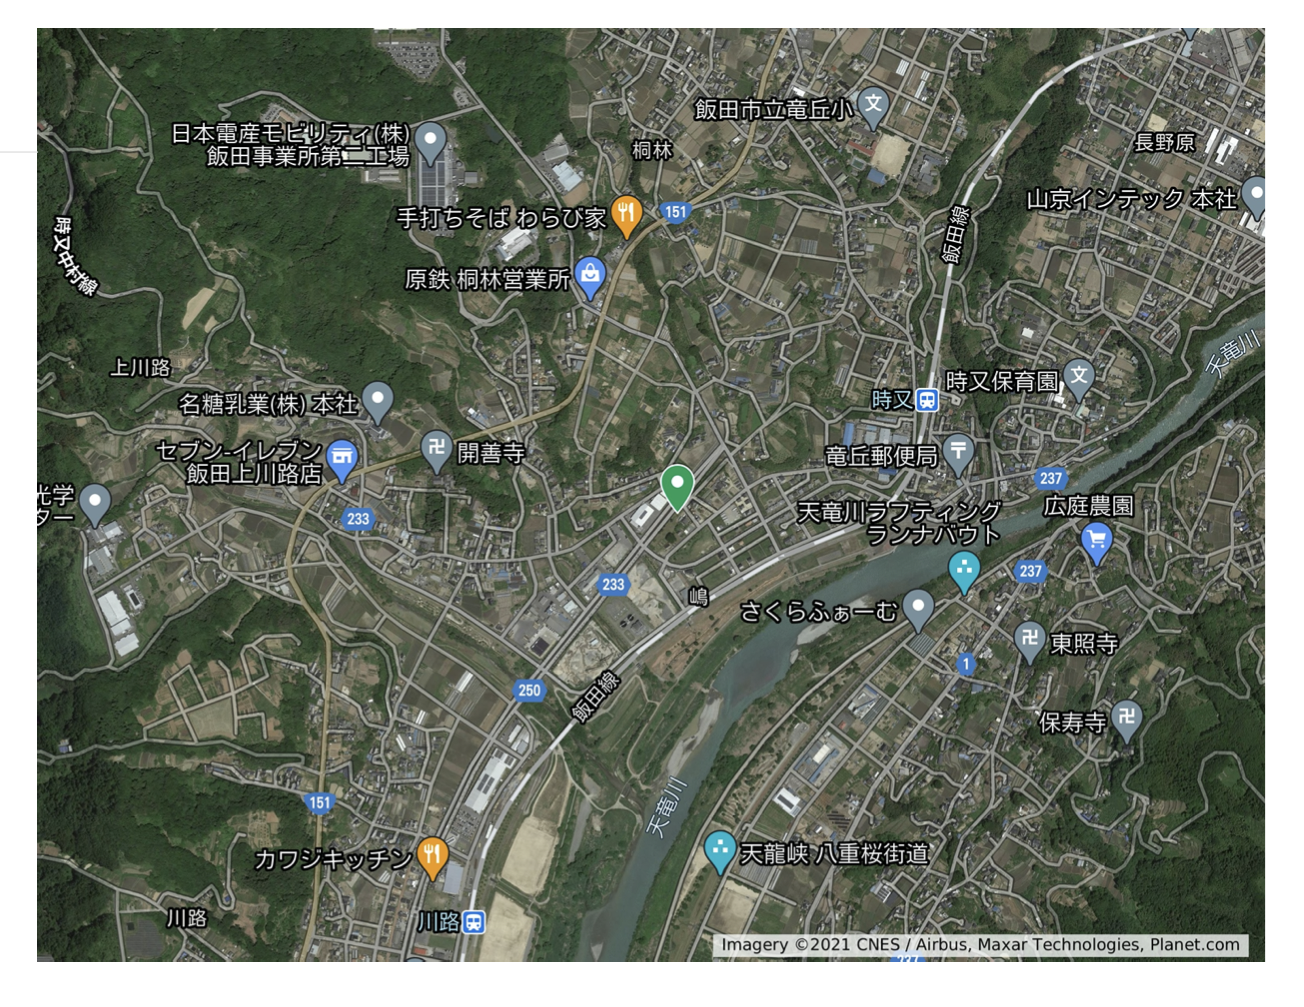 飯田市立竜丘小
日本電産モビリティ(株)
飯田事業所第二工場
桐林
長野原
山京インテック 本社
手打ちそば わらび家
151
飯田線
時又中村線
原鉄 桐林営業所
天竜川
上川路
時又
時又保育園
名糖乳業(株) 本社
セブン-イレブン
飯田上川路店
開善寺
竜丘郵便局
237
光学
ター
233
天竜川ラフティング
ランナバウト
広庭農園
233
嶋
237
さくらふぁーむ
東照寺
1
250
飯田線
保寿寺
151
天竜川
カワジキッチン
天龍峡 八重桜街道
川路
川路
Imagery ©2021 CNES / Airbus, Maxar Technologies, Planet.com
237